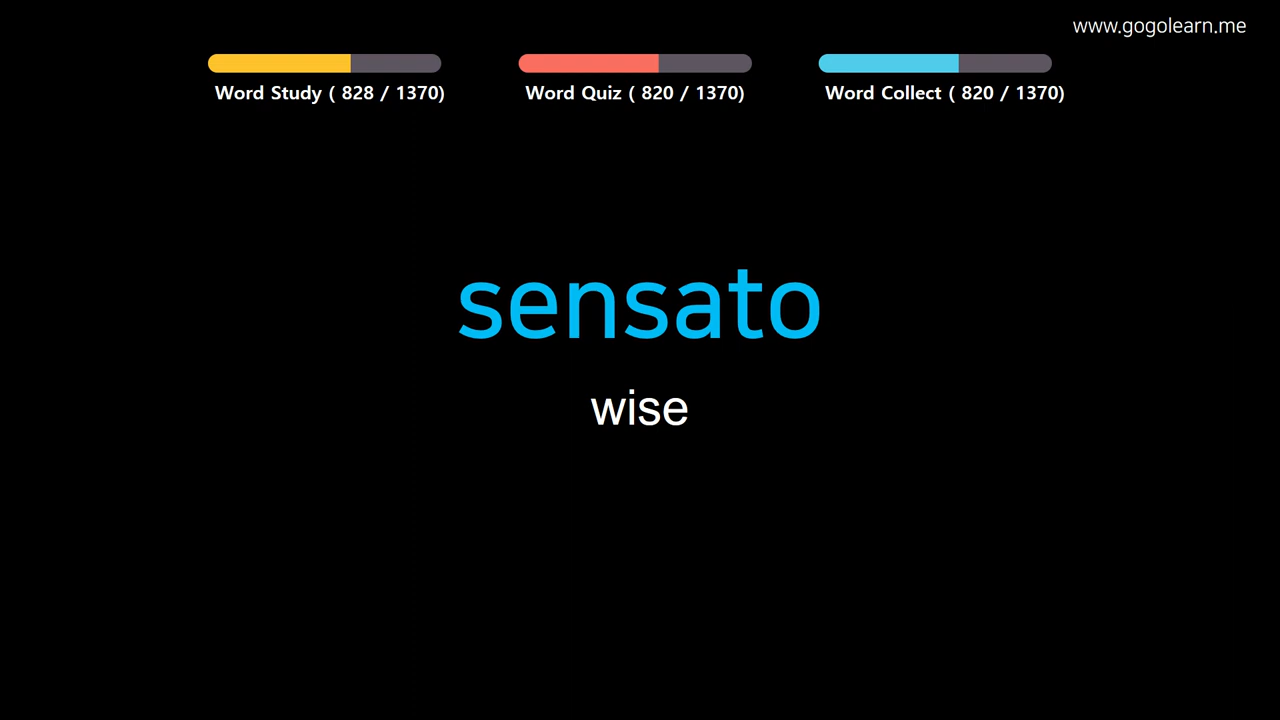 www.gogolearn.me
Word Study ( 828 / 1370)
Word Quiz ( 820 / 1370)
Word Collect ( 820 / 1370)
sensato
wise